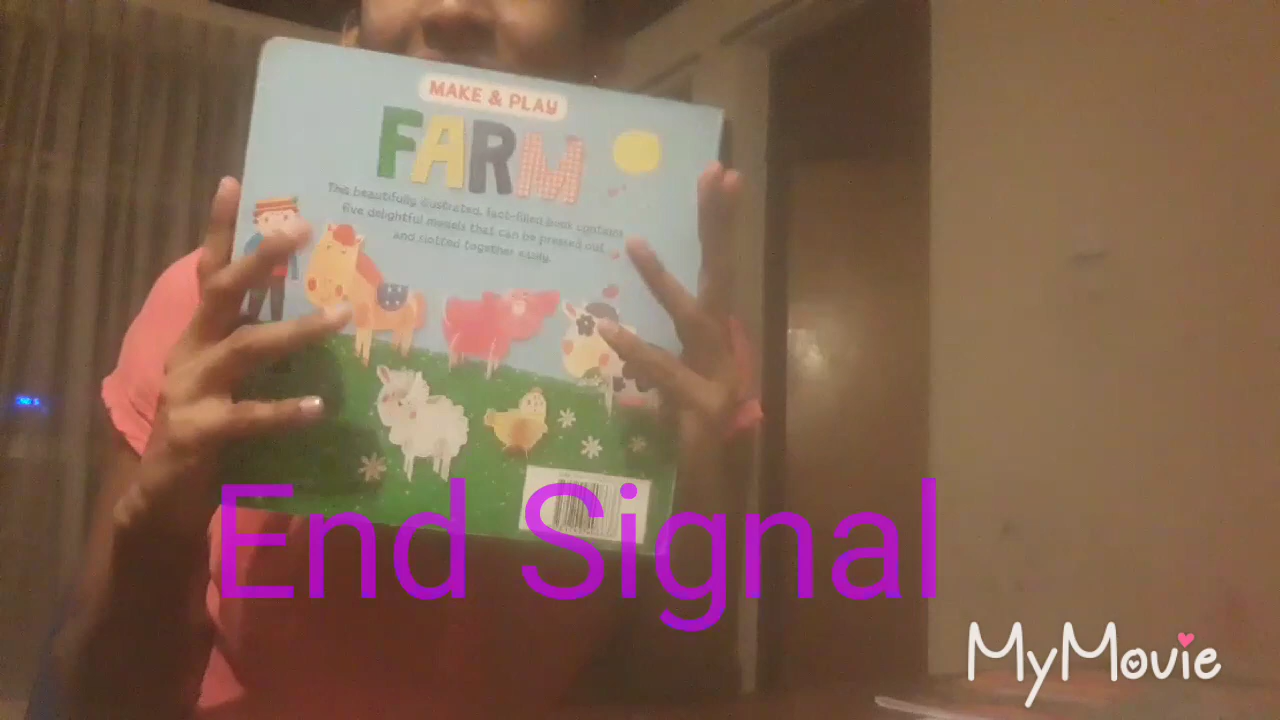 MAKE & PLAY
FARM
This beautifully illustrated, fact-filled book contains
five delightful models that can be pressed out
and slotted together easily.
End Signal
MyMovie